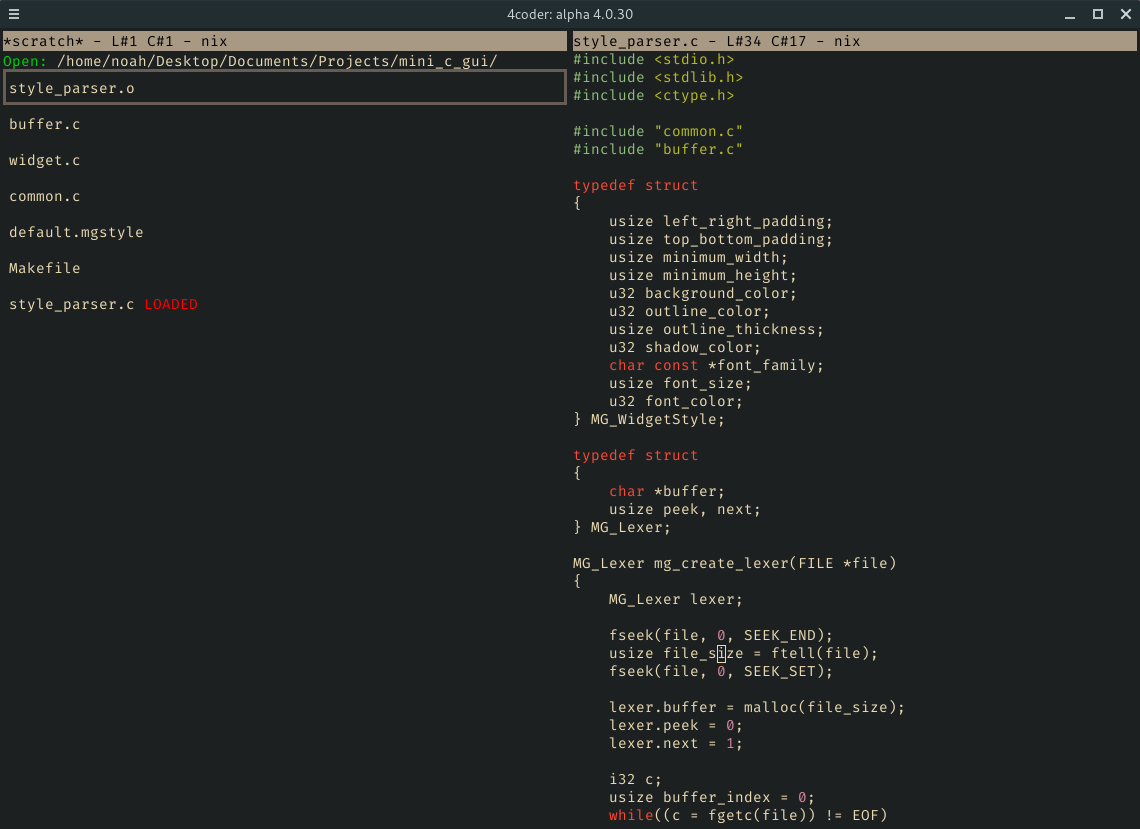 4coder: alpha 4.0.30
*scratch* - L#1 C#1 - nix
Open: /home/noah/Desktop/Documents/Projects/mini_c_gui/
style_parser.o
buffer.c
widget.c
common.c
default.mgstyle
Makefile
style_parser.c LOADED
style_parser.c - L#34 C#17 - nix
#include <stdio.h>
#include <stdlib.h>
#include <ctype.h>
#include "common.c"
#include "buffer.c"
typedef struct
{
    usize left_right_padding;
    usize top_bottom_padding;
    usize minimum_width;
    usize minimum_height;
    u32 background_color;
    u32 outline_color;
    usize outline_thickness;
    u32 shadow_color;
    char const *font_family;
    usize font_size;
    u32 font_color;
} MG_WidgetStyle;
typedef struct
{
    char *buffer;
    usize peek, next;
} MG_Lexer;
MG_Lexer mg_create_lexer(FILE *file)
{
    MG_Lexer lexer;
    fseek(file, 0, SEEK_END);
    usize file_size = ftell(file);
    fseek(file, 0, SEEK_SET);
    lexer.buffer = malloc(file_size);
    lexer.peek = 0;
    lexer.next = 1;
    i32 c;
    usize buffer_index = 0;
    while((c = fgetc(file)) != EOF)